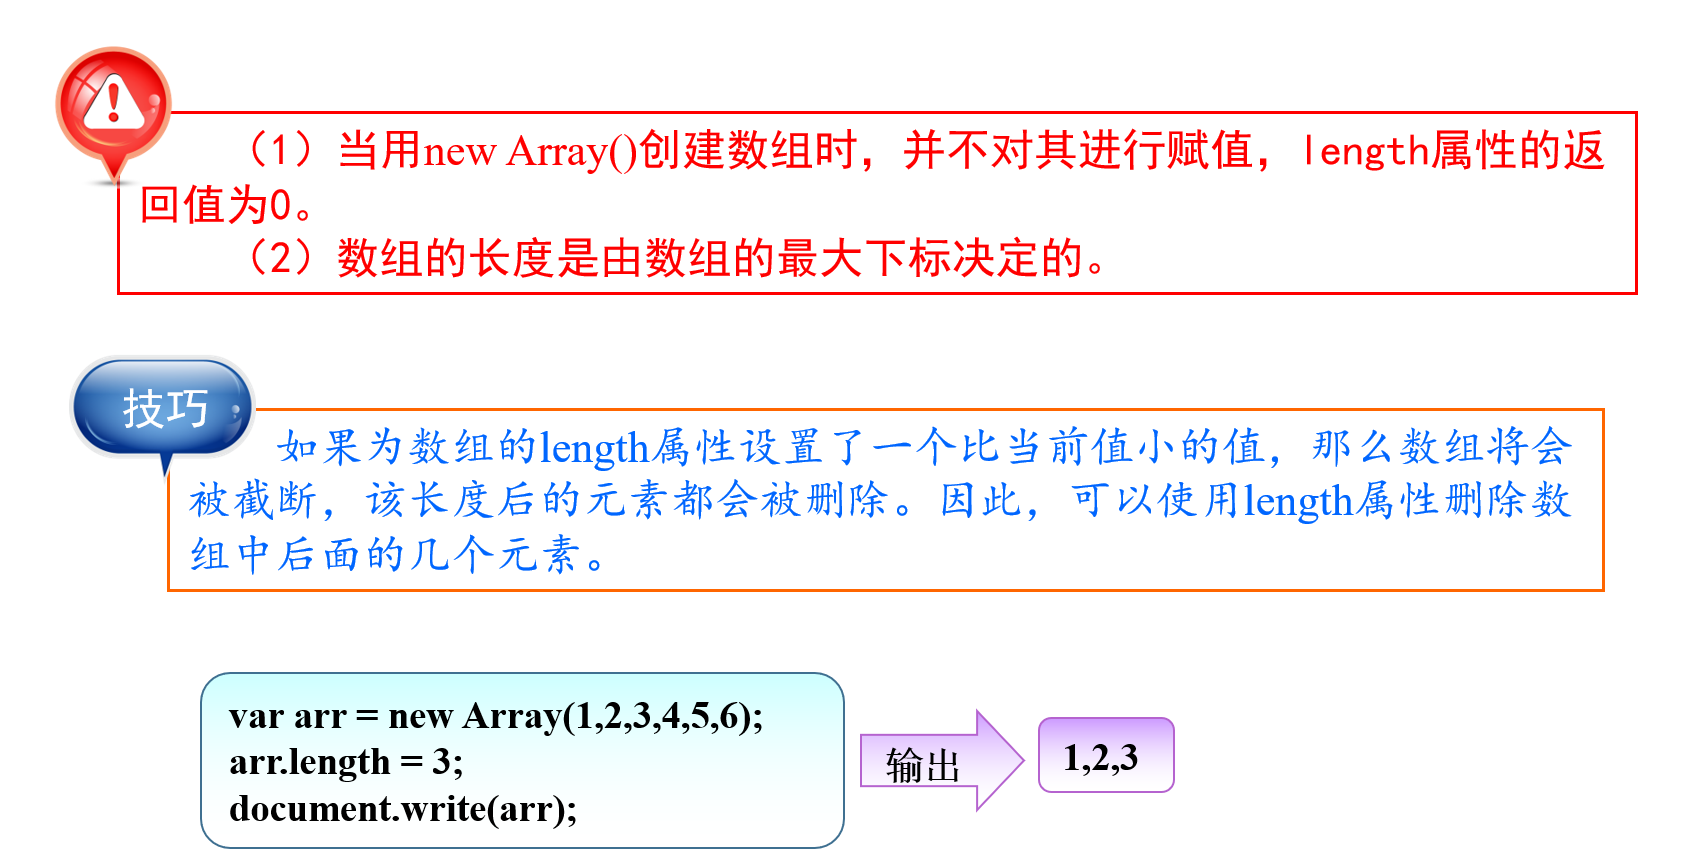 （1）当用new Array()创建数组时，并不对其进行赋值，length属性的返
回值为0。
（2）数组的长度是由数组的最大下标决定的。
技巧
如果为数组的length属性设置了一个比当前值小的值，那么数组将会
被截断，该长度后的元素都会被删除。因此，可以使用length属性删除数
组中后面的几个元素。
var arr = new Array(1,2,3,4,5,6);
arr.length = 3;
document.write(arr);
输出
1,2,3